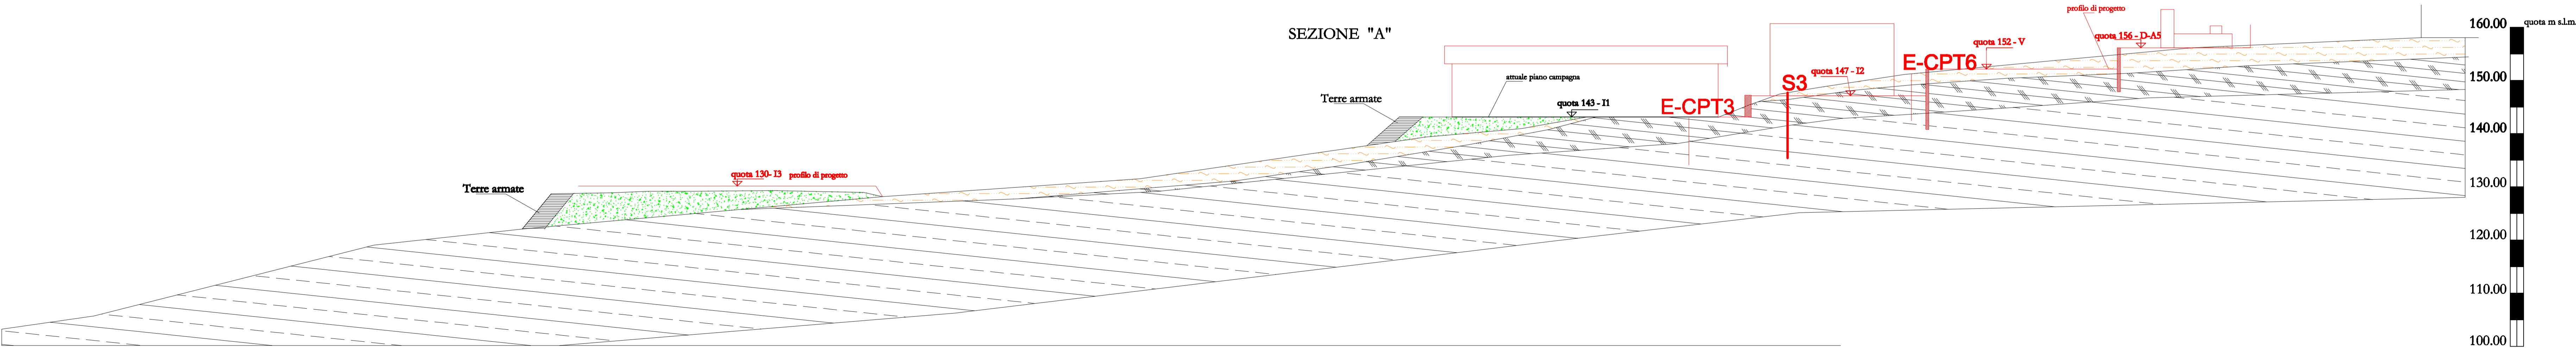 profilo di progetto
160.00
quota m s.l.m.
SEZIONE "A"
quota 156 - D-A5
quota 152 - V
E-CPT6
quota 147 - I2
S3
attuale piano campagna
150.00
Terre armate
quota 143 - I1
E-CPT3
140.00
quota 130- I3 profilo di progetto
Terre armate
130.00
120.00
110.00
100.00